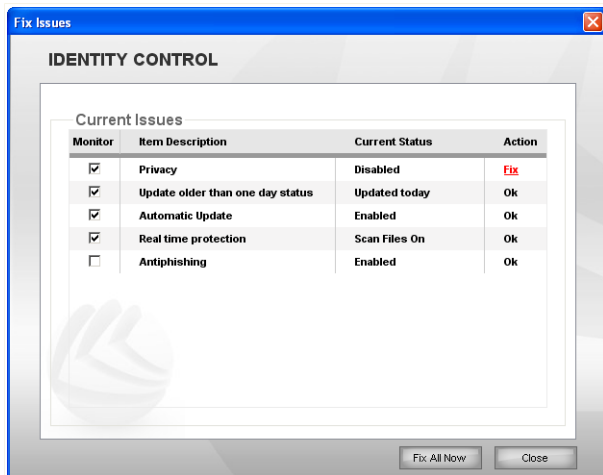 Fix Issues
IDENTITY CONTROL
Current Issues
Monitor Item Description Current Status Action
Privacy Disabled Fix
Update older than one day status Updated today Ok
Automatic Update Enabled Ok
Real time protection Scan Files On Ok
Antiphishing Enabled Ok
Fix All Now Close